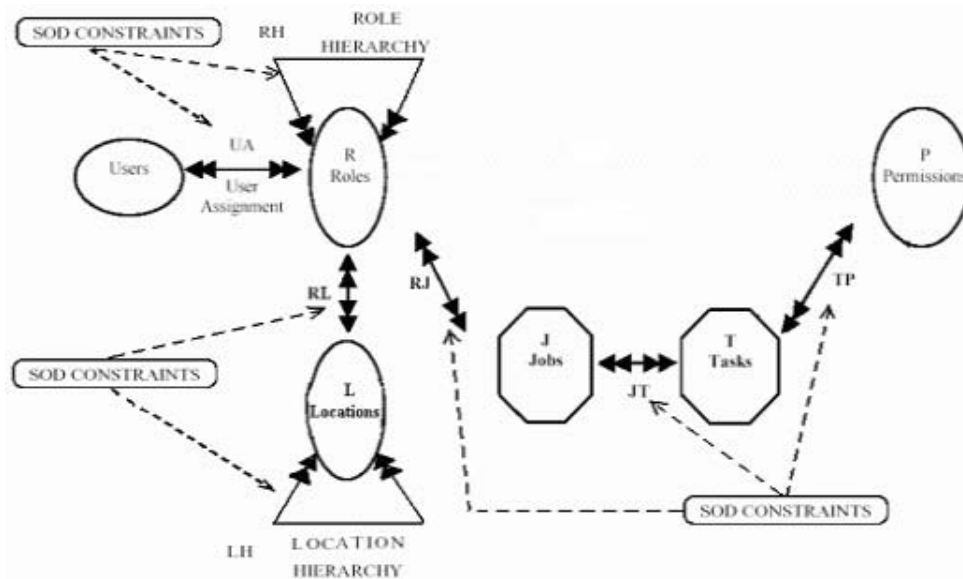 SOD CONSTRAINTS
RH
ROLE
HIERARCHY
UA
User
Assignment
Users
R
Roles
P
Permissions
RL
RJ
TP
SOD CONSTRAINTS
L
Locations
J
Jobs
JT
T
Tasks
SOD CONSTRAINTS
LH
LOCATION
HIERARCHY